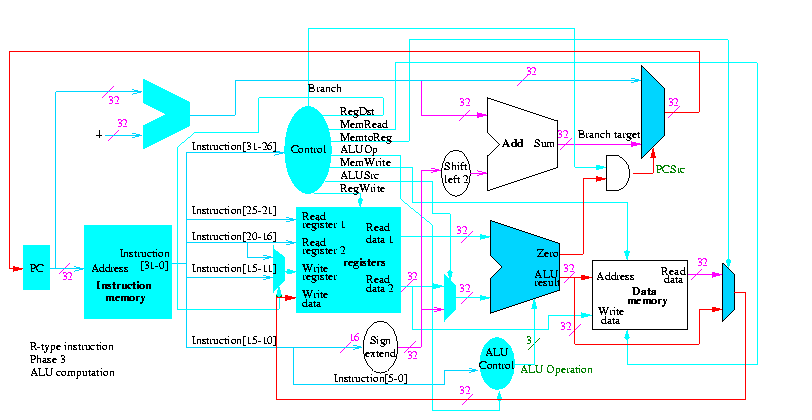 Branch
RegDst
MemRead
MemtoReg
ALUOp
MemWrite
ALUSrc
RegWrite
Control
32
4
32
32
32
32
32
Add
Sum
Branch target
PCSrc
Shift
left 2
Instruction[31-26]
Instruction[25-21]
Instruction[20-16]
Instruction[15-11]
Instruction[15-10]
Instruction[5-0]
PC
32
Instruction
[31-0]
Address
Instruction
memory
Read
register 1
Read
register 2
Write
register
Write
data
Read
data 1
registers
Read
data 2
32
32
32
Zero
ALU
result
32
32
Address
Read
data
Data
memory
Write
data
32
16
Sign
extend
32
ALU
Control
3
ALU Operation
32
R-type instruction
Phase 3
ALU computation